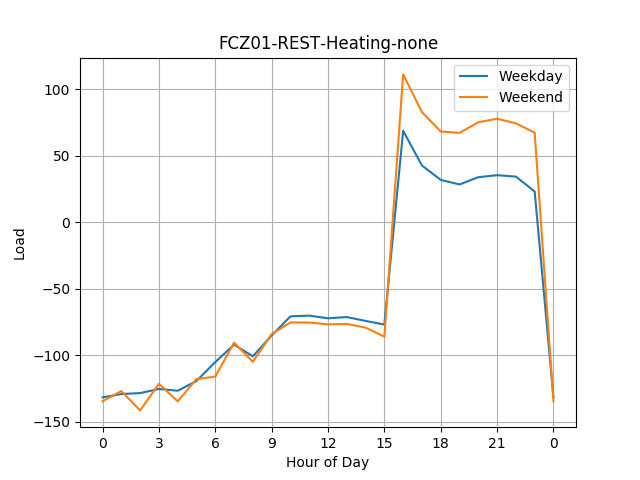 FCZ01-REST-Heating-none
Weekday
Weekend
Load
100
50
0
−50
−100
−150
0 3 6 9 12 15 18 21 0
Hour of Day